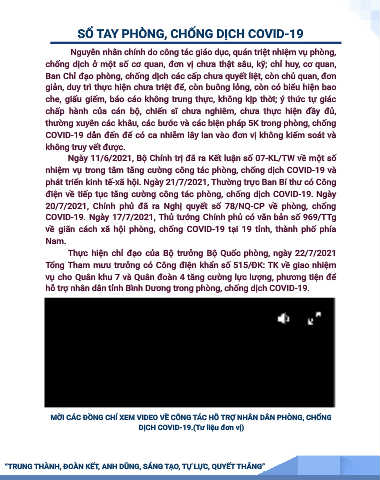 SỔ TAY PHÒNG, CHỐNG DỊCH COVID-19
Nguyên nhân chính do công tác giáo dục, quán triệt nhiệm vụ phòng,
chống dịch ở một số cơ quan, đơn vị chưa thật sâu, kỹ; chỉ huy, cơ quan,
Ban Chỉ đạo phòng, chống dịch các cấp chưa quyết liệt, còn chủ quan, đơn
giản, duy trì thực hiện chưa triệt để, còn buông lỏng, còn có biểu hiện bao
che, giấu giếm, báo cáo không trung thực, không kịp thời; ý thức tự giác
chấp hành của cán bộ, chiến sĩ chưa nghiêm, chưa thực hiện đầy đủ,
thường xuyên các khâu, các bước và các biện pháp 5K trong phòng, chống
COVID-19 dẫn đến để có ca nhiễm lây lan vào đơn vị không kiểm soát và
không truy vết được.
Ngày 11/6/2021, Bộ Chính trị đã ra Kết luận số 07-KL/TW về một số
nhiệm vụ trong tâm tăng cường công tác phòng, chống dịch COVID-19 và
phát triển kinh tế-xã hội. Ngày 21/7/2021, Thường trực Ban Bí thư có Công
điện về tiếp tục tăng cường công tác phòng, chống dịch COVID-19. Ngày
20/7/2021, Chính phủ đã ra Nghị quyết số 78/NQ-CP về phòng, chống
COVID-19. Ngày 17/7/2021, Thủ tướng Chính phủ có văn bản số 969/TTg
về giãn cách xã hội phòng, chống COVID-19 tại 19 tỉnh, thành phố phía
Nam.
Thực hiện chỉ đạo của Bộ trưởng Bộ Quốc phòng, ngày 22/7/2021
Tổng Tham mưu trưởng có Công điện khẩn số 515/ĐK: TK về giao nhiệm
vụ cho Quân khu 7 và Quân đoàn 4 tăng cường lực lượng, phương tiện để
hỗ trợ nhân dân tỉnh Bình Dương trong phòng, chống dịch COVID-19.
MỜI CÁC ĐỒNG CHÍ XEM VIDEO VỀ CÔNG TÁC HỖ TRỢ NHÂN DÂN PHÒNG, CHỐNG
DỊCH COVID-19.(Tư liệu đơn vị)
"TRUNG THÀNH, ĐOÀN KẾT, ANH DŨNG, SÁNG TẠO, TỰ LỰC, QUYẾT THẮNG"